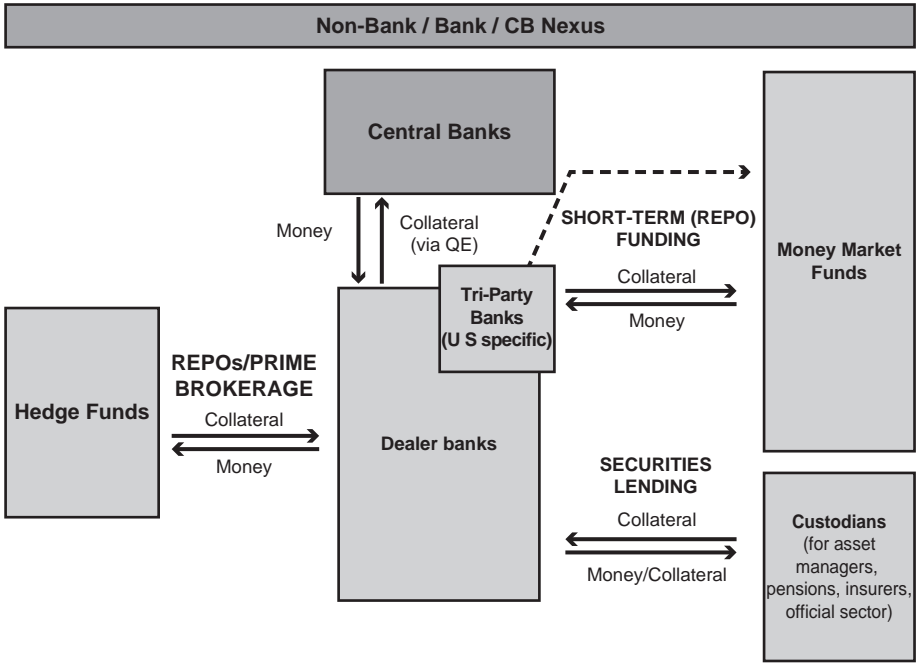 Non-Bank / Bank / CB Nexus
Central Banks
Money
Collateral
(via QE)
SHORT-TERM (REPO)
FUNDING
Collateral
Money
Money Market
Funds
Tri-Party
Banks
(U S specific)
Hedge Funds
REPOs/PRIME
BROKERAGE
Collateral
Money
Dealer banks
SECURITIES
LENDING
Collateral
Money/Collateral
Custodians
(for asset
managers,
pensions, insurers,
official sector)